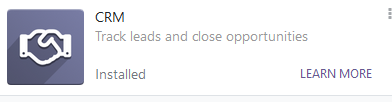 CRM
Track leads and close opportunities
Installed
LEARN MORE